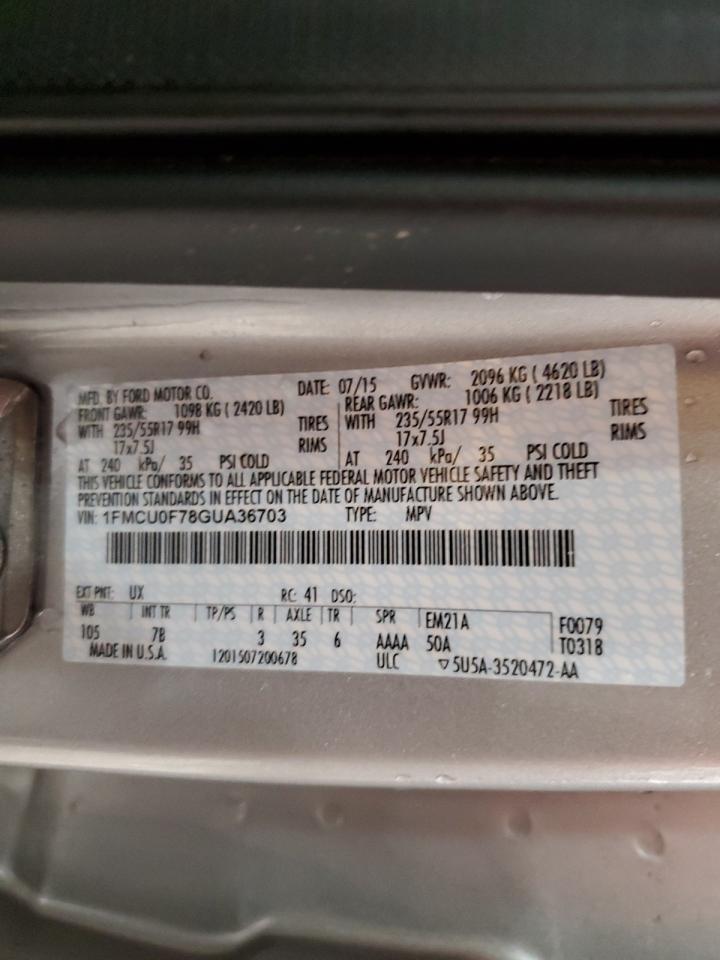 MFD. BY FORD MOTOR CO. DATE: 07/15 GVWR: 2096 KG ( 4620 LB)
FRONT GAWR: 1098 KG ( 2420 LB) REAR GAWR: 1006 KG ( 2218 LB)
WITH 235/55R17 99H TIRES WITH 235/55R17 99H TIRES
17x7.5J RIMS 17x7.5J RIMS
AT 240 kPa/ 35 PSI COLD AT 240 kPa/ 35 PSI COLD
THIS VEHICLE CONFORMS TO ALL APPLICABLE FEDERAL MOTOR VEHICLE SAFETY AND THEFT
PREVENTION STANDARDS IN EFFECT ON THE DATE OF MANUFACTURE SHOWN ABOVE.
VIN: 1FMCU0F78GUA36703 TYPE: MPV
EXT PNT: UX RC: 41 DSO:
WB INT TR TP/PS R AXLE TR SPR EM21A F0079
105 7B 3 35 6 AAAA 50A T0318
MADE IN U.S.A. 1201507200678 ULC ▽5U5A-3520472-AA